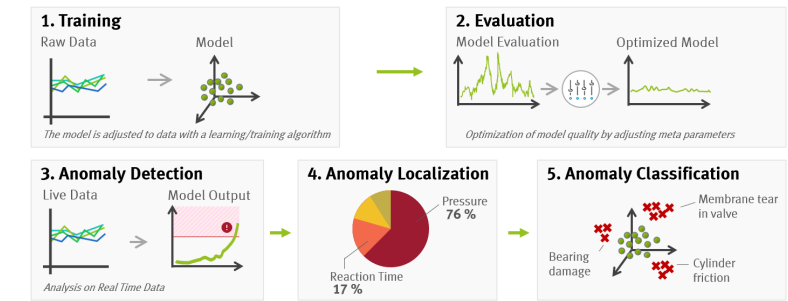 1. Training
Raw Data
Model
The model is adjusted to data with a learning/training algorithm
2. Evaluation
Model Evaluation
Optimized Model
Optimization of model quality by adjusting meta parameters
3. Anomaly Detection
Live Data
Model Output
!
Analysis on Real Time Data
4. Anomaly Localization
Pressure
76 %
Reaction Time
17 %
5. Anomaly Classification
Membrane tear
in valve
Bearing
damage
Cylinder
friction